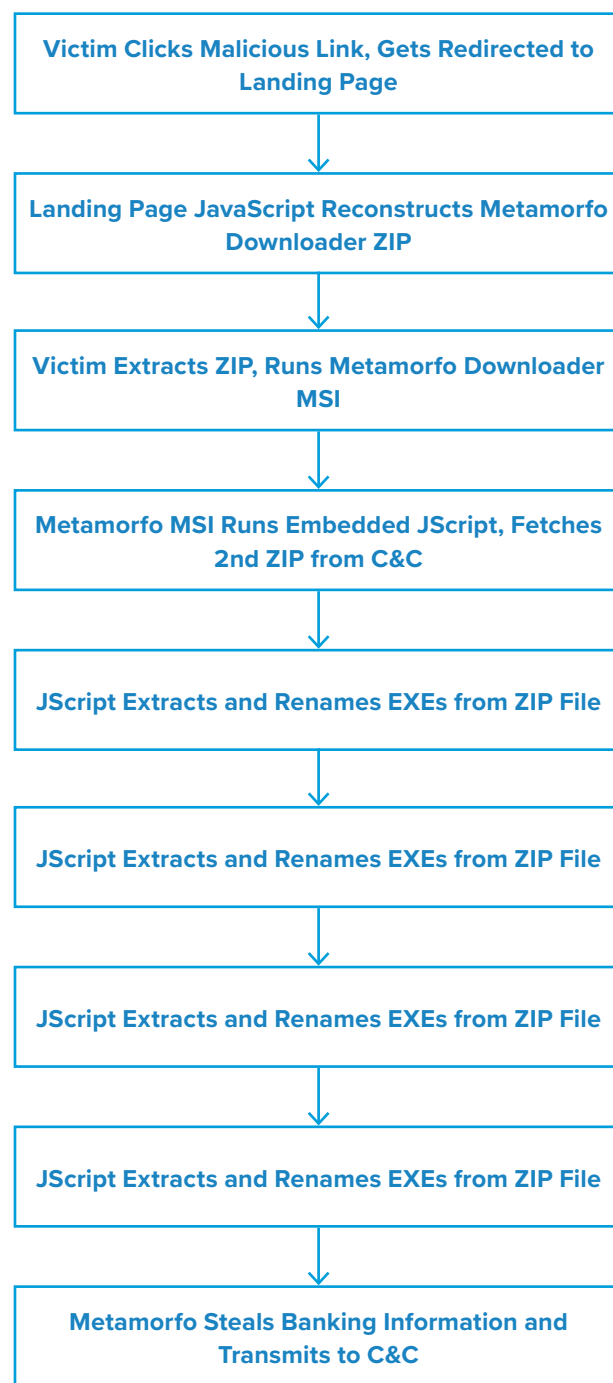 Victim Clicks Malicious Link, Gets Redirected to
Landing Page
Landing Page JavaScript Reconstructs Metamorfo
Downloader ZIP
Victim Extracts ZIP, Runs Metamorfo Downloader
MSI
Metamorfo MSI Runs Embedded JScript, Fetches
2nd ZIP from C&C
JScript Extracts and Renames EXEs from ZIP File
JScript Extracts and Renames EXEs from ZIP File
JScript Extracts and Renames EXEs from ZIP File
JScript Extracts and Renames EXEs from ZIP File
Metamorfo Steals Banking Information and
Transmits to C&C